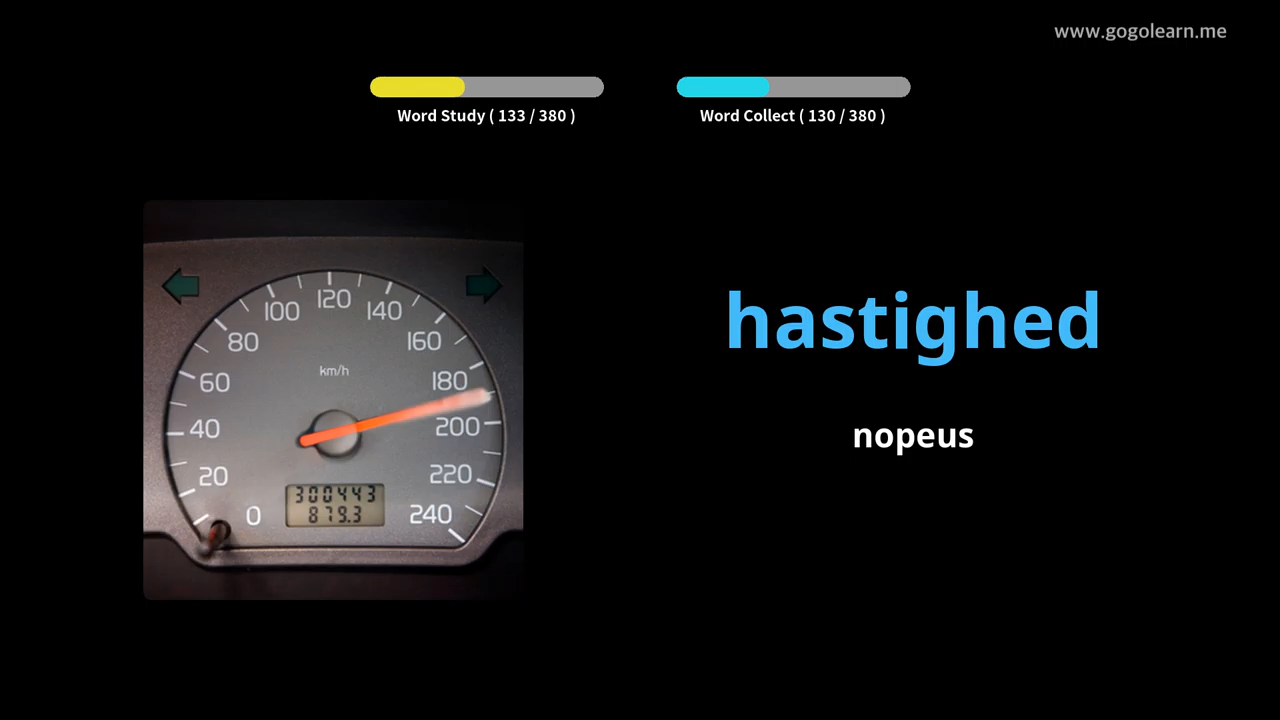 www.gogolearn.me
Word Study ( 133 / 380 )
Word Collect ( 130 / 380 )
120
100
140
80
160
km/h
60
180
40
200
20
220
300443
0
879.3
240
hastighed
nopeus